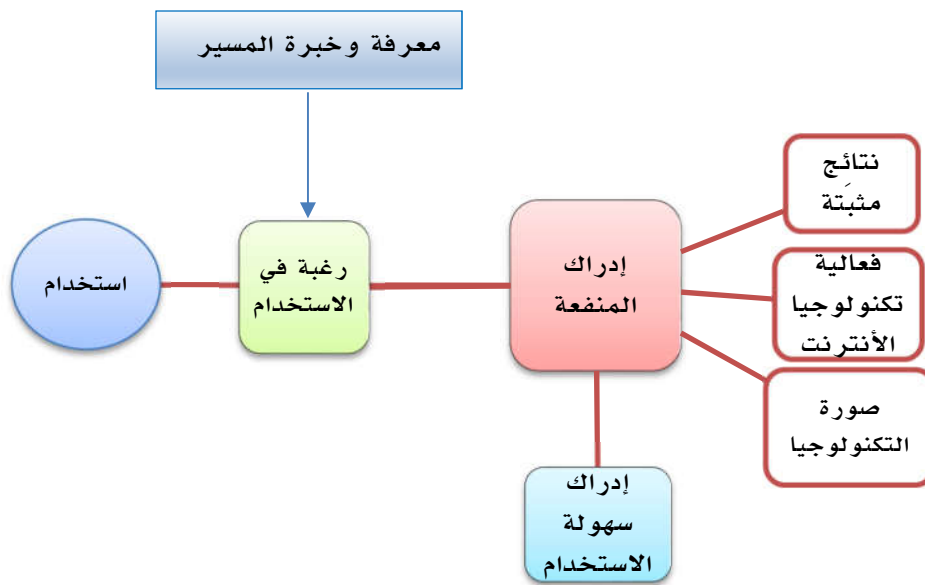 معرفة وخبرة المسير
نتائج
مثبَتة
رغبة في
الاستخدام
إدراك
المنفعة
فعالية
تكنولوجيا
الأنترنت
استخدام
صورة
التكنولوجيا
إدراك
سهولة
الاستخدام